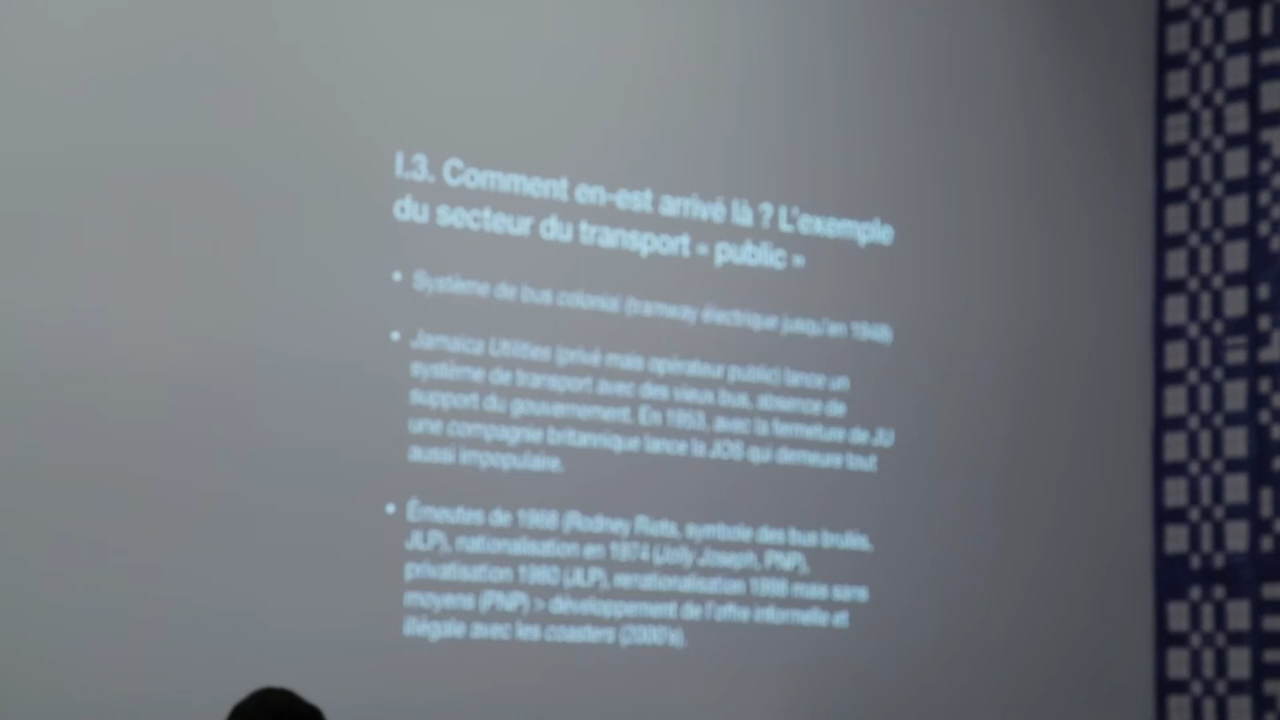 I.3. Comment en-est arrivé là ? L'exemple
du secteur du transport « public »
• Système de bus colonial (tramway électrique jusqu'en 1948)
• Jamaica Utilities (privé mais opérateur public) lance un
système de transport avec des vieux bus, absence de
support du gouvernement. En 1953, avec la fermeture de JU
une compagnie britannique lance la JOS qui demeure tout
aussi impopulaire.
• Émeutes de 1968 (Rodney Riots, symbole des bus brulés,
JLP), nationalisation en 1974 (Jolly Joseph, PNP),
privatisation 1980 (JLP), mais sans
moyens (PNP) > développement de l'offre informelle et
illégale avec les coasters (2000's).